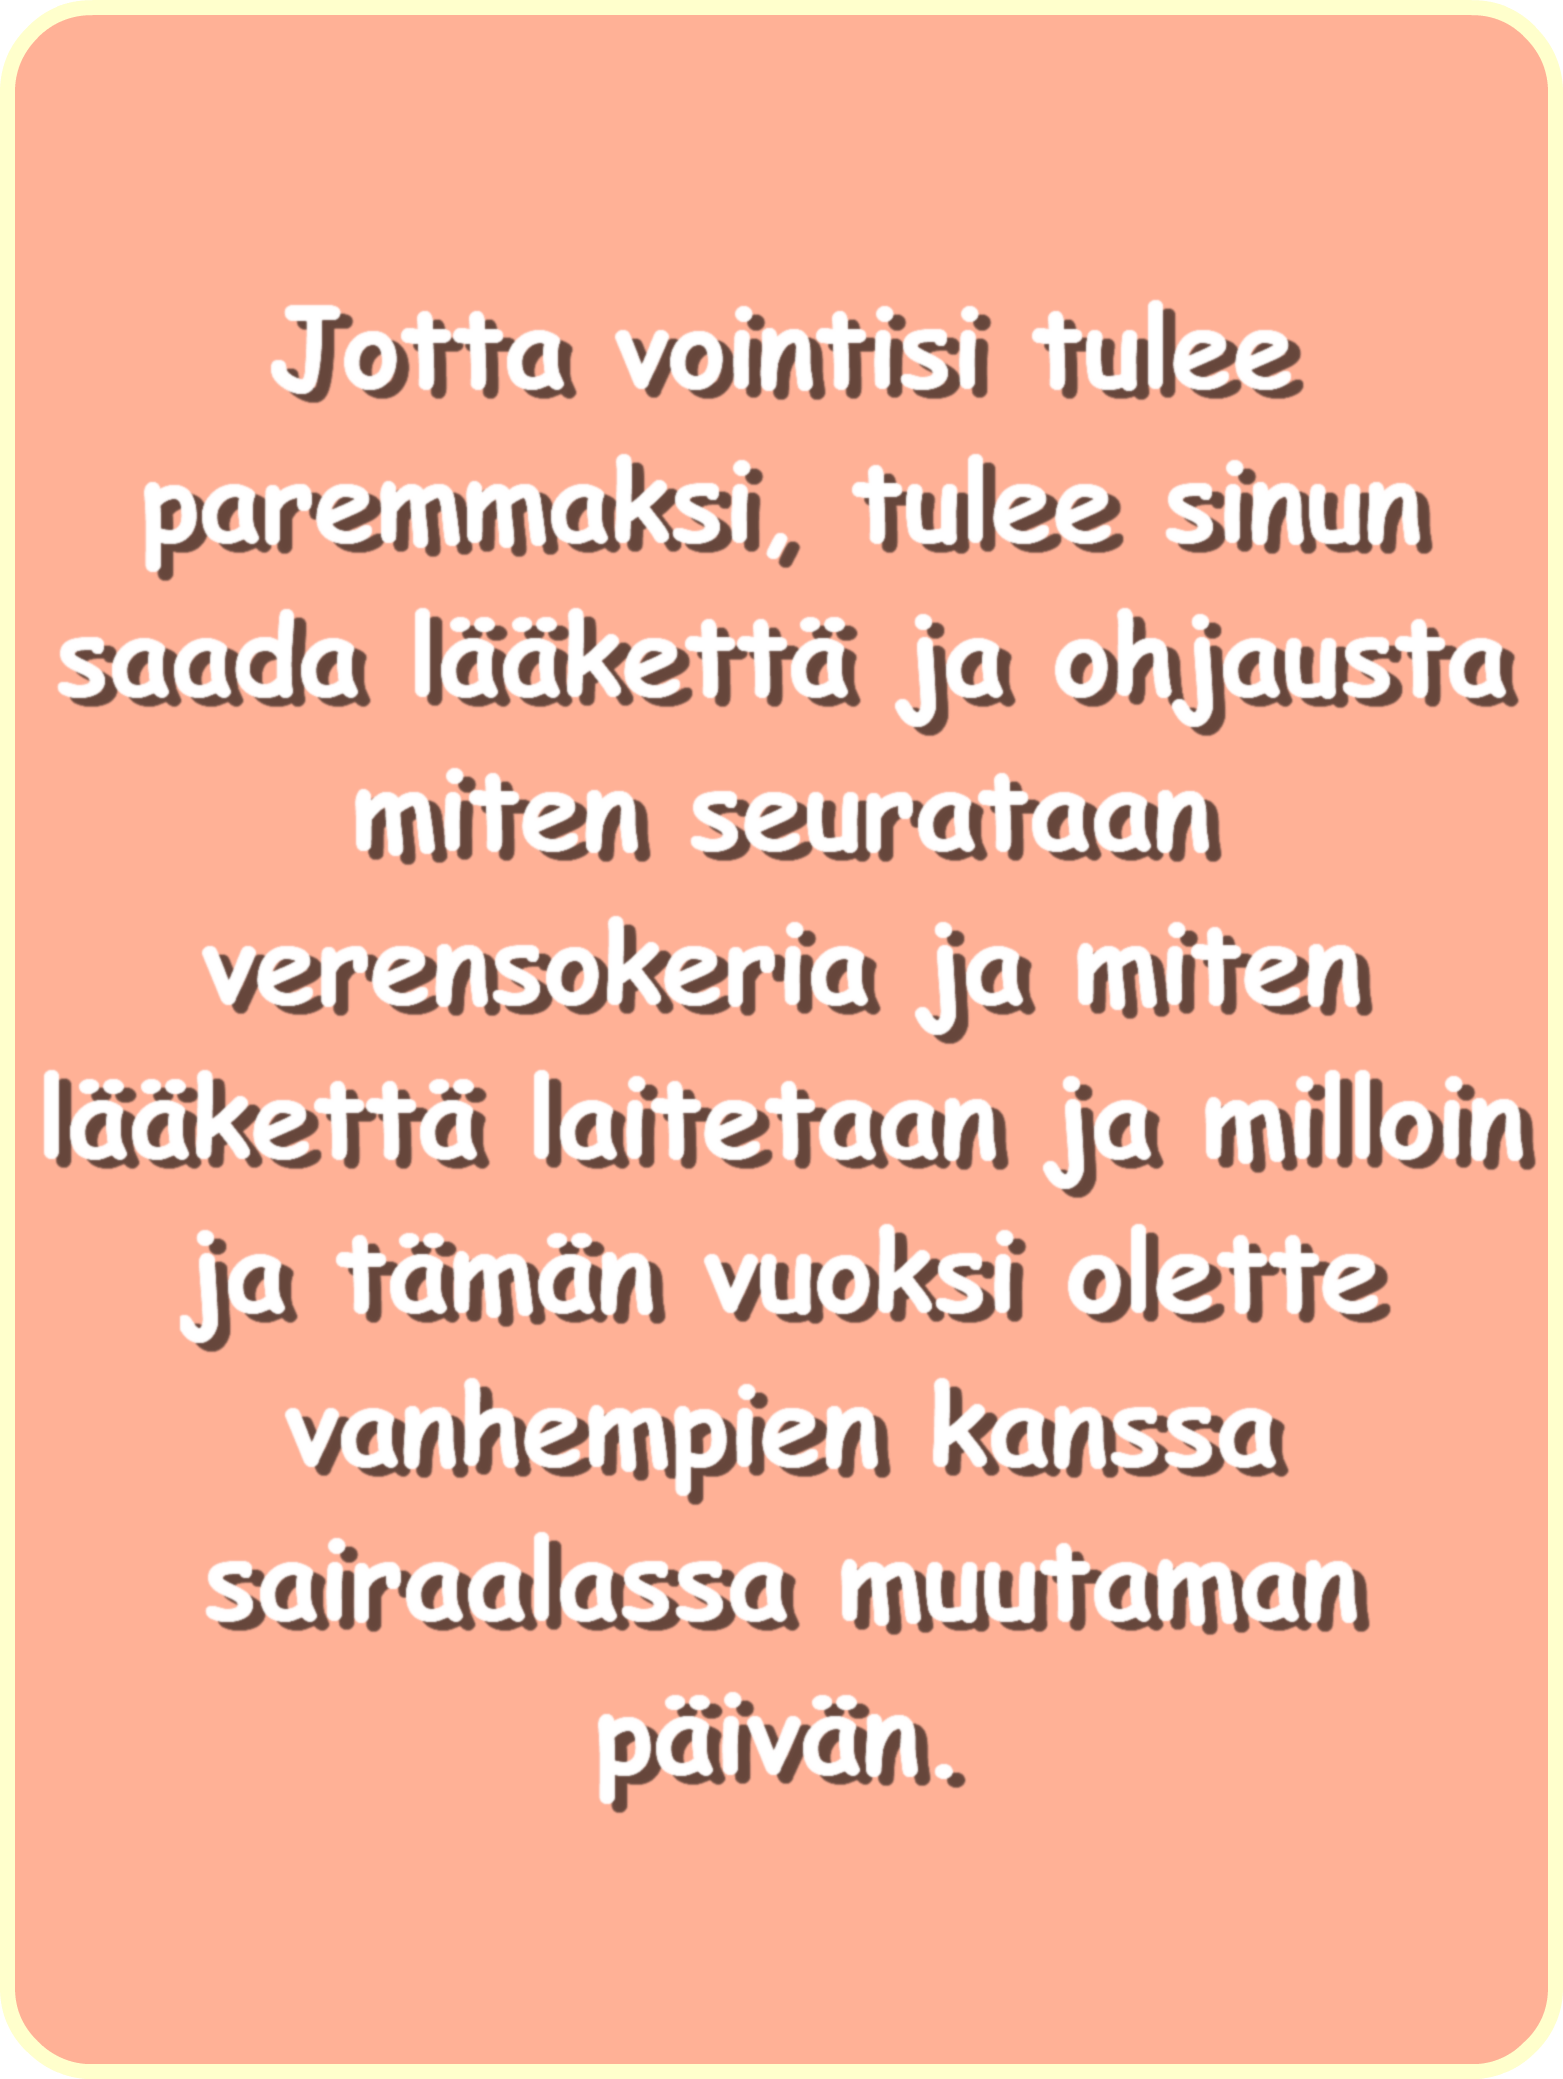 Jotta vointisi tulee
paremmaksi, tulee sinun
saada lääkettä ja ohjausta
miten seurataan
verensokeria ja miten
lääkettä laitetaan ja milloin
ja tämän vuoksi olette
vanhempien kanssa
sairaalassa muutaman
päivän.